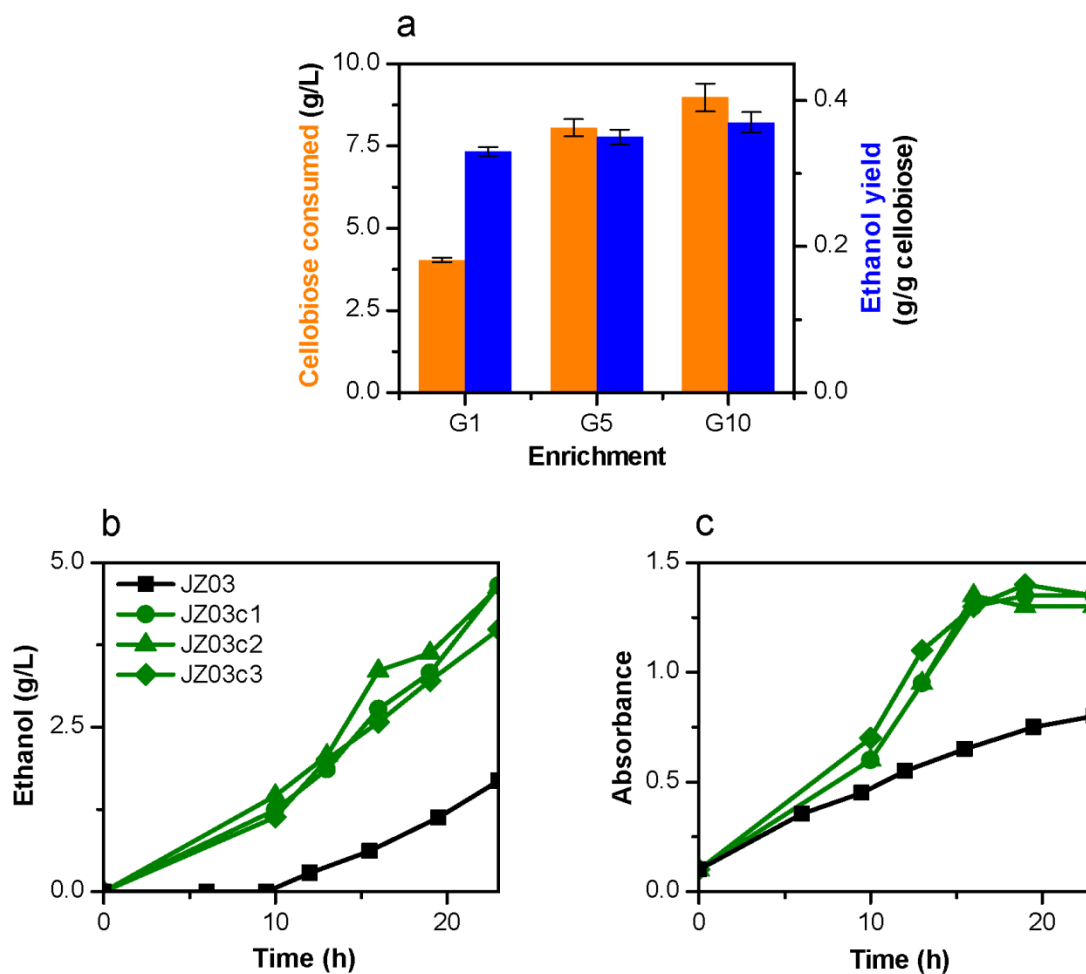 a
10.0
7.5
5.0
2.5
0.0
Cellobiose consumed (g/L)
0.4
0.2
0.0
Ethanol yield
(g/g cellobiose)
G1 G5 G10
Enrichment
b
5.0
2.5
0.0
Ethanol (g/L)
JZ03
JZ03c1
JZ03c2
JZ03c3
0 10 20
Time (h)
c
1.5
1.0
0.5
0.0
Absorbance
0 10 20
Time (h)